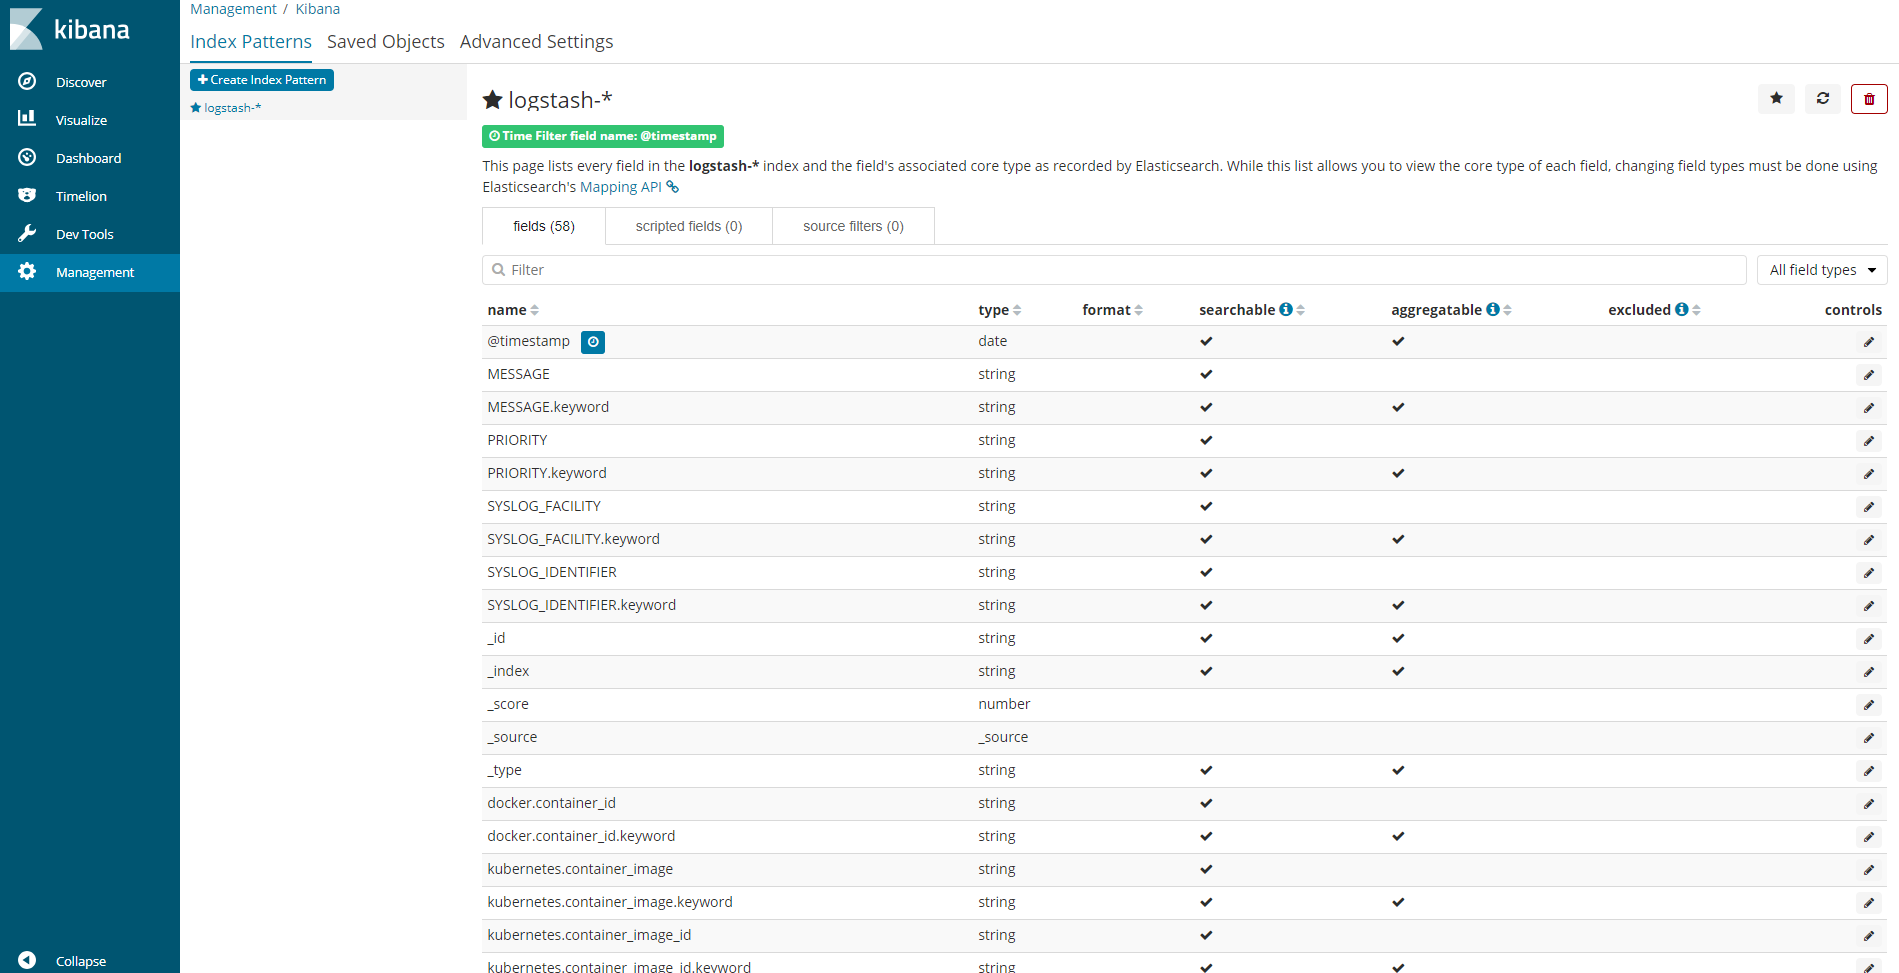 kibana
Discover
Visualize
Dashboard
Timelion
Dev Tools
Management
Collapse
Management / Kibana
Index Patterns Saved Objects Advanced Settings
Create Index Pattern
logstash-*
logstash-*
Time Filter field name: @timestamp
This page lists every field in the logstash-* index and the field's associated core type as recorded by Elasticsearch. While this list allows you to view the core type of each field, changing field types must be done using
Elasticsearch's Mapping API
fields (58) scripted fields (0) source filters (0)
Filter All field types
name type format searchable aggregatable excluded controls
@timestamp date
MESSAGE string
MESSAGE.keyword string
PRIORITY string
PRIORITY.keyword string
SYSLOG_FACILITY string
SYSLOG_FACILITY.keyword string
SYSLOG_IDENTIFIER string
SYSLOG_IDENTIFIER.keyword string
_id string
_index string
_score number
_source _source
_type string
docker.container_id string
docker.container_id.keyword string
kubernetes.container_image string
kubernetes.container_image.keyword string
kubernetes.container_image_id string
kubernetes.container_image_id.keyword string